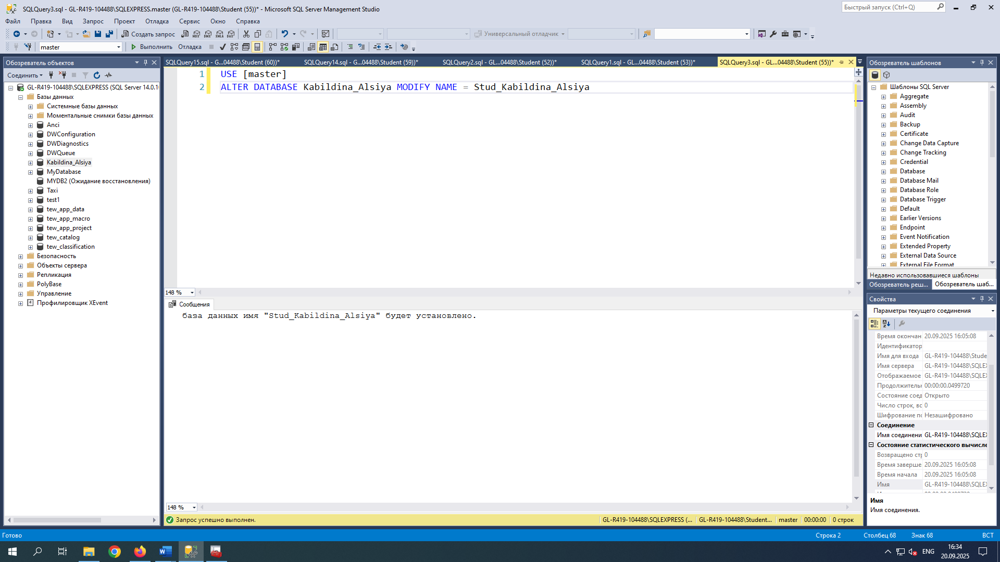 SQLQuery3.sql - GL-R419-104488\SQLEXPRESS.master (GL-R419-104488\Student (55))* - Microsoft SQL Server Management Studio
Быстрый запуск (Ctrl+Q)
Файл Правка Вид Запрос Проект Отладка Сервис Окно Справка
Создать запрос
MDX DMX XMLA DAX
Универсальный отладчик
master
Выполнить Отладка
Обозреватель объектов
Соединить
GL-R419-104488\SQLEXPRESS (SQL Server 14.0.1
Базы данных
Системные базы данных
Моментальные снимки базы данных
Anci
DWConfiguration
DWDiagnostics
DWQueue
Kabildina_Alsiya
MyDatabase
MYDB2 (Ожидание восстановления)
Taxi
test1
tew_app_data
tew_app_macro
tew_app_project
tew_catalog
tew_classification
Безопасность
Объекты сервера
Репликация
PolyBase
Управление
Профилировщик XEvent
SQLQuery15.sql - G...04488\Student (60))*
SQLQuery14.sql - G...04488\Student (59))*
SQLQuery2.sql - GL...04488\Student (52))*
SQLQuery1.sql - GL...04488\Student (53))*
SQLQuery3.sql - GL...04488\Student (55))*
1 USE [master]
2 ALTER DATABASE Kabildina_Alsiya MODIFY NAME = Stud_Kabildina_Alsiya
148 %
Сообщения
база данных имя "Stud_Kabildina_Alsiya" будет установлено.
148 %
Запрос успешно выполнен.
GL-R419-104488\SQLEXPRESS (... GL-R419-104488\Student... master 00:00:00 0 строк
Обозреватель шаблонов
Шаблоны SQL Server
Aggregate
Assembly
Audit
Backup
Certificate
Change Data Capture
Change Tracking
Credential
Database
Database Mail
Database Role
Database Trigger
Default
Earlier Versions
Endpoint
Event Notification
Extended Property
External Data Source
External File Format
Недавно использовавшиеся шаблоны
Обозреватель реш... Обозреватель шаб...
Свойства
Параметры текущего соединения
Время окончан 20.09.2025 16:05:08
Идентификатор
Имя для входа GL-R419-104488\Stude
Имя сервера GL-R419-104488\SQLEX
Отображаемое GL-R419-104488\SQLEX
Продолжительн 00:00:00.0499720
Состояние соед Открыто
Число строк, вс 0
Шифрование по Незашифровано
Соединение
Имя соединени GL-R419-104488\SQLEX
Состояние статистического вычисле
Возвращено стр 0
Время заверше 20.09.2025 16:05:08
Время начала 20.09.2025 16:05:08
Имя GL-R419-104488\SQLEX
Имя
Имя соединения.
Готово
Строка 2 Столбец 68 Знак 68 ВСТ
ENG
16:34
20.09.2025